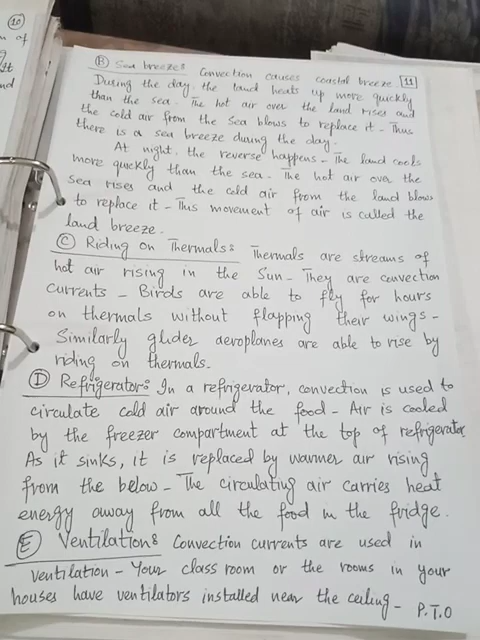 10
n of
g
It
nd
(B) Sea breeze: Convection causes coastal breeze 11
During the day, the land heats up more quickly
than the sea. The hot air over the land rises and
the cold air from the sea blows to replace it - Thus
there is a sea breeze during the day.
At night, the reverse happens - The land cools
more quickly than the sea - The hot air over the
sea rises and the cold air from the land blows
to replace it - This movement of air is called the
land breeze.
(C) Riding on Thermals: Thermals are streams of
hot air rising in the Sun - They are convection
currents - Birds are able to fly for hours
on thermals without flapping their wings -
Similarly glider aeroplanes are able to rise by
riding on thermals.
(D) Refrigerator: In a refrigerator, convection is used to
circulate cold air around the food - Air is cooled
by the freezer compartment at the top of refrigerator
As it sinks, it is replaced by warmer air rising
from the below - The circulating air carries heat
energy away from all the food in the fridge.
(E) Ventilation: Convection currents are used in
ventilation - Your class room or the rooms in your
houses have ventilators installed near the ceiling - P.T.O